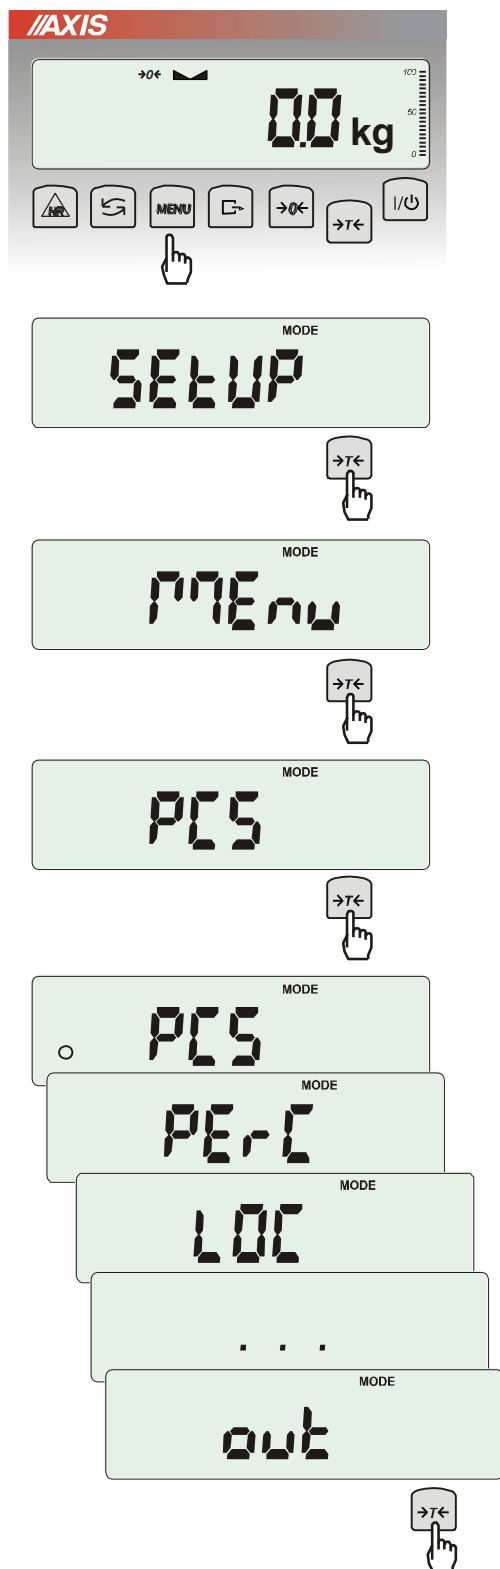 AXIS
→0←
100
0.0 kg
50
0
HR MENU →0← →T← I/⏻
MODE
SEtUP
→T←
MODE
MEnu
→T←
MODE
PCS
→T←
MODE
PCS
MODE
PErC
MODE
LOC
. . .
MODE
out
→T←